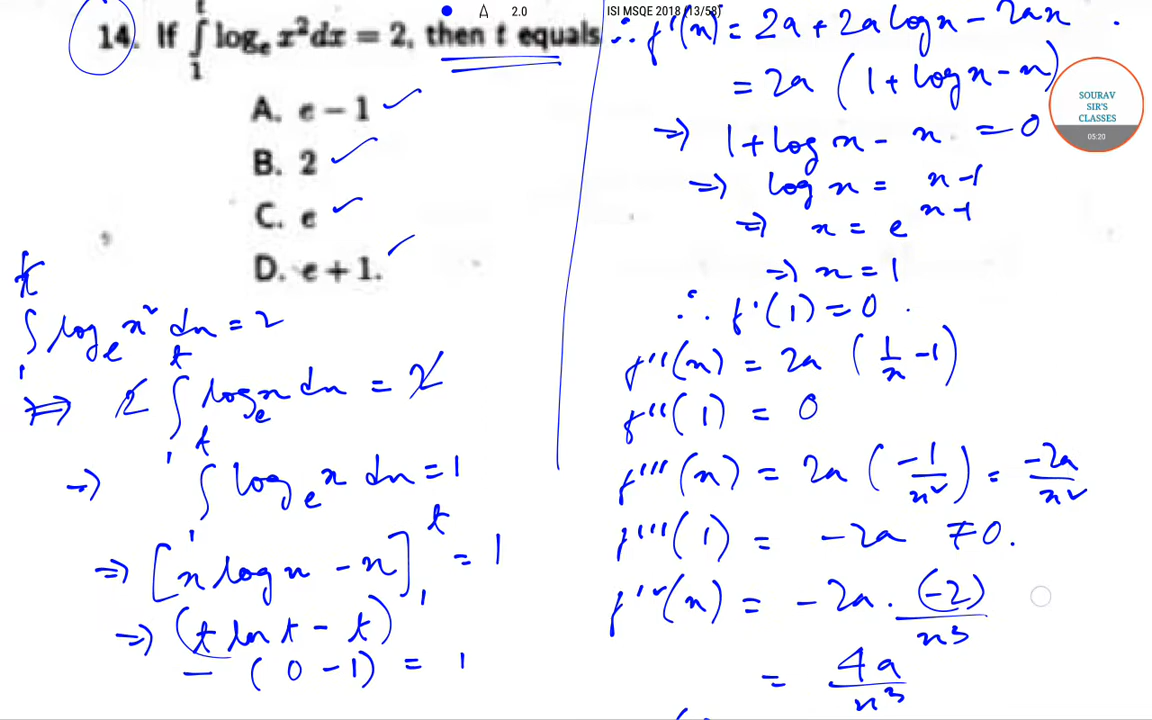 A 2.0 ISI MSQE 2018 (13/58)
14. If ∫₁ᵗ logₑ x² dx = 2, then t equals
A. e − 1 ✓
B. 2 ✓
C. e ✓
D. e + 1.
t
∫₁ logₑ x² dx = 2
⇒ 2 ∫₁ᵗ logₑ x dx = 2
⇒ ∫₁ᵗ logₑ x dx = 1
⇒ [x log x − x]₁ᵗ = 1
⇒ (t ln t − t)
− (0 − 1) = 1
∴ f'(x) = 2a + 2a log x − 2ax
= 2a (1 + log x − x)
⇒ 1 + log x − x = 0
⇒ log x = x − 1
⇒ x = e^(x−1)
⇒ x = 1
∴ f'(1) = 0.
f''(x) = 2a (1/x − 1)
f''(1) = 0
f'''(x) = 2a (−1/x²) = −2a/x²
f'''(1) = −2a ≠ 0.
f'ᵛ(x) = −2a · (−2)/x³
= 4a/x³
SOURAV
SIR'S
CLASSES
05:20